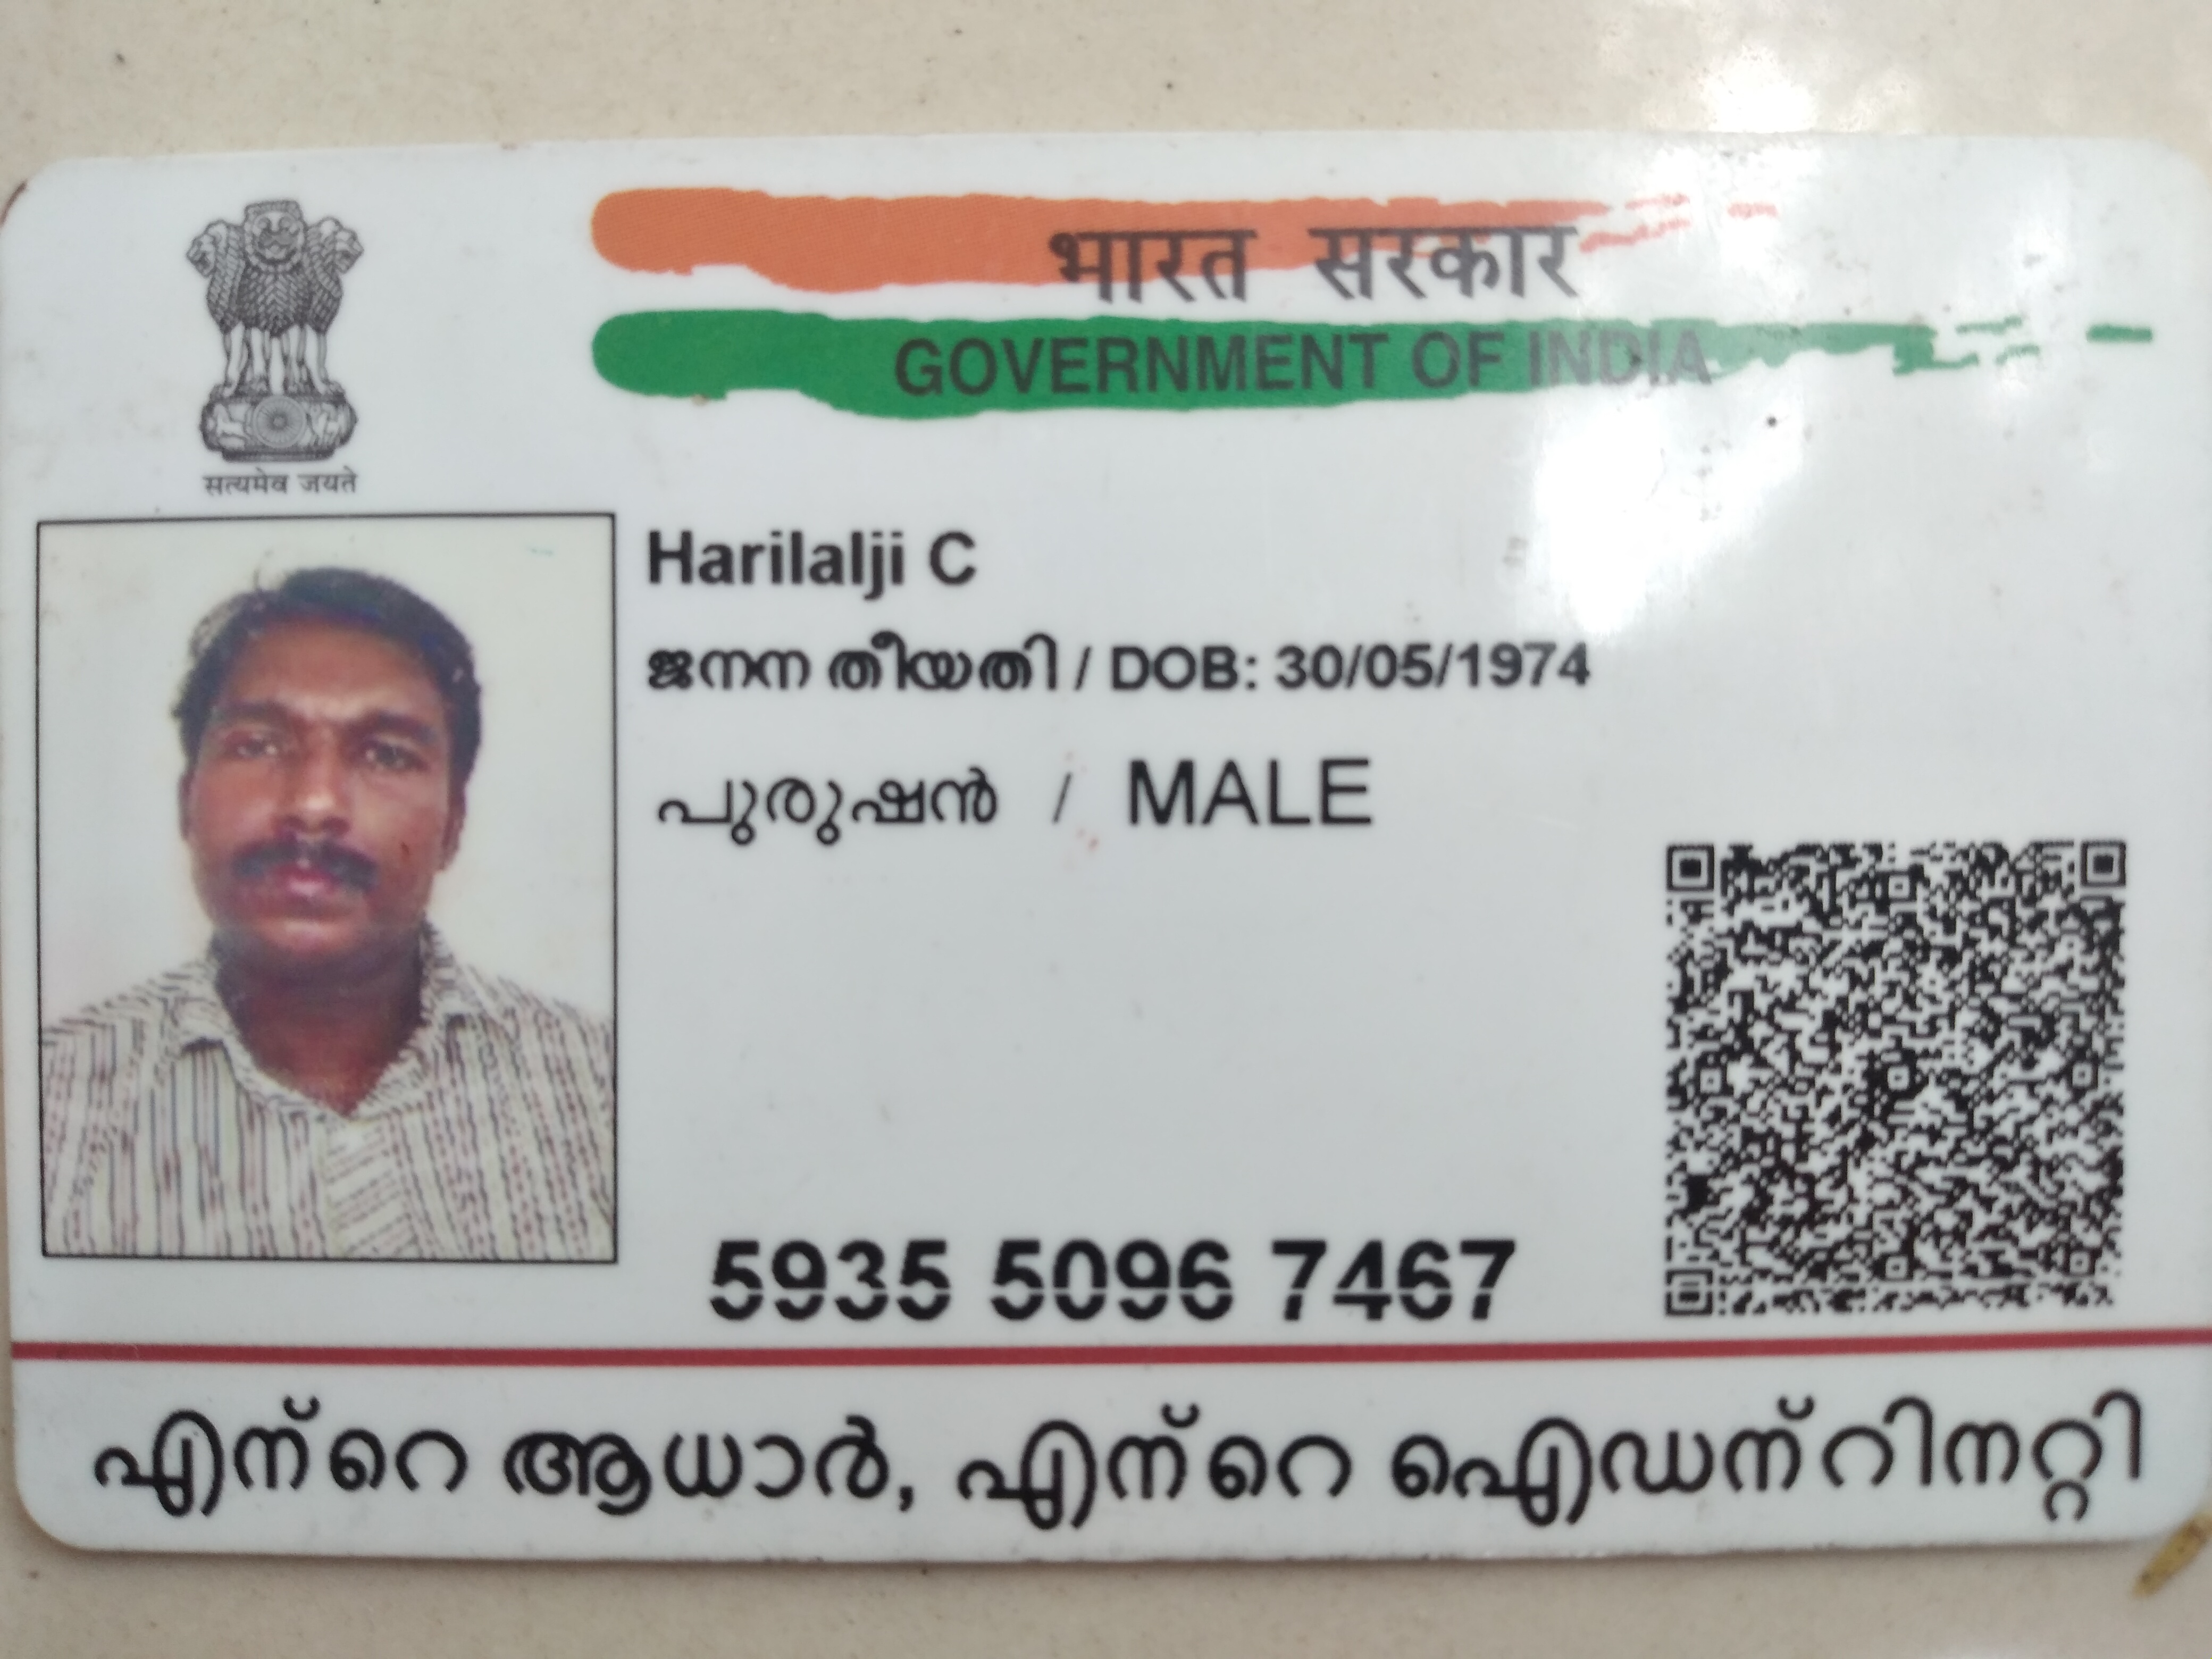 भारत सरकार
GOVERNMENT OF INDIA
सत्यमेव जयते
Harilalji C
ജനന തീയതി / DOB: 30/05/1974
പുരുഷൻ / MALE
5935 5096 7467
എന്റെ ആധാർ, എന്റെ ഐഡന്റിനറ്റി